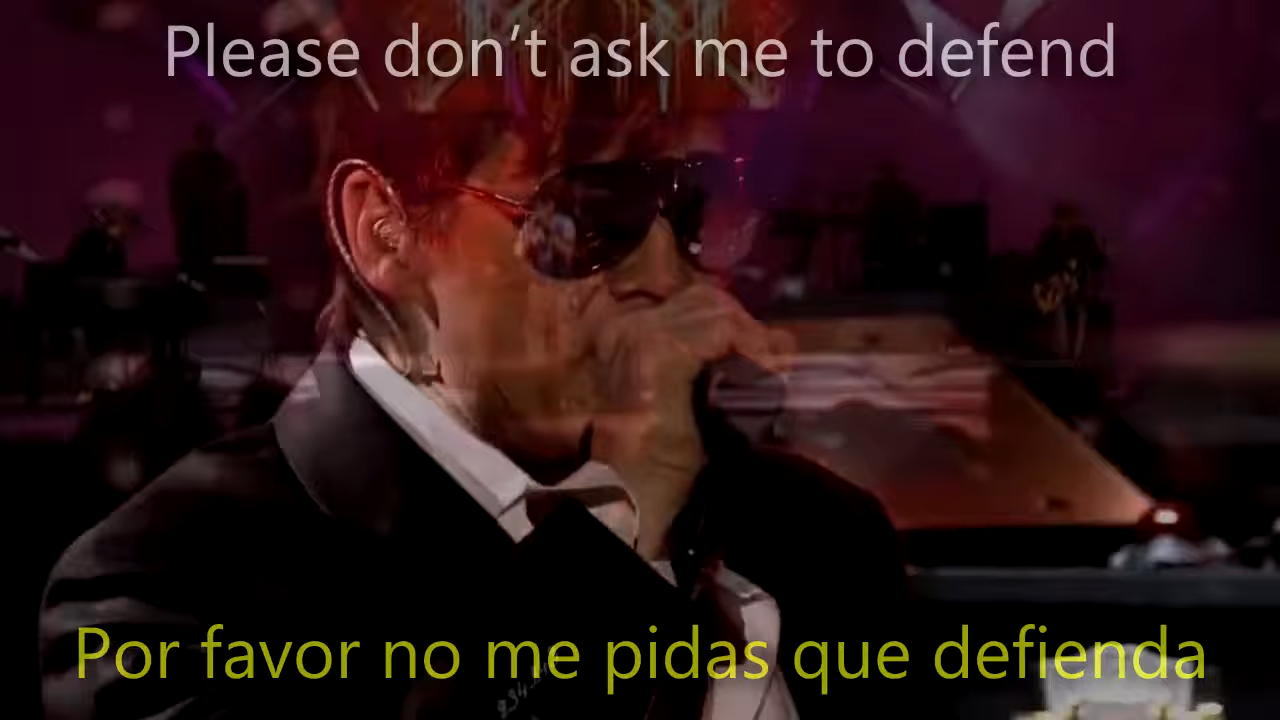 Please don’t ask me to defend
Por favor no me pidas que defienda